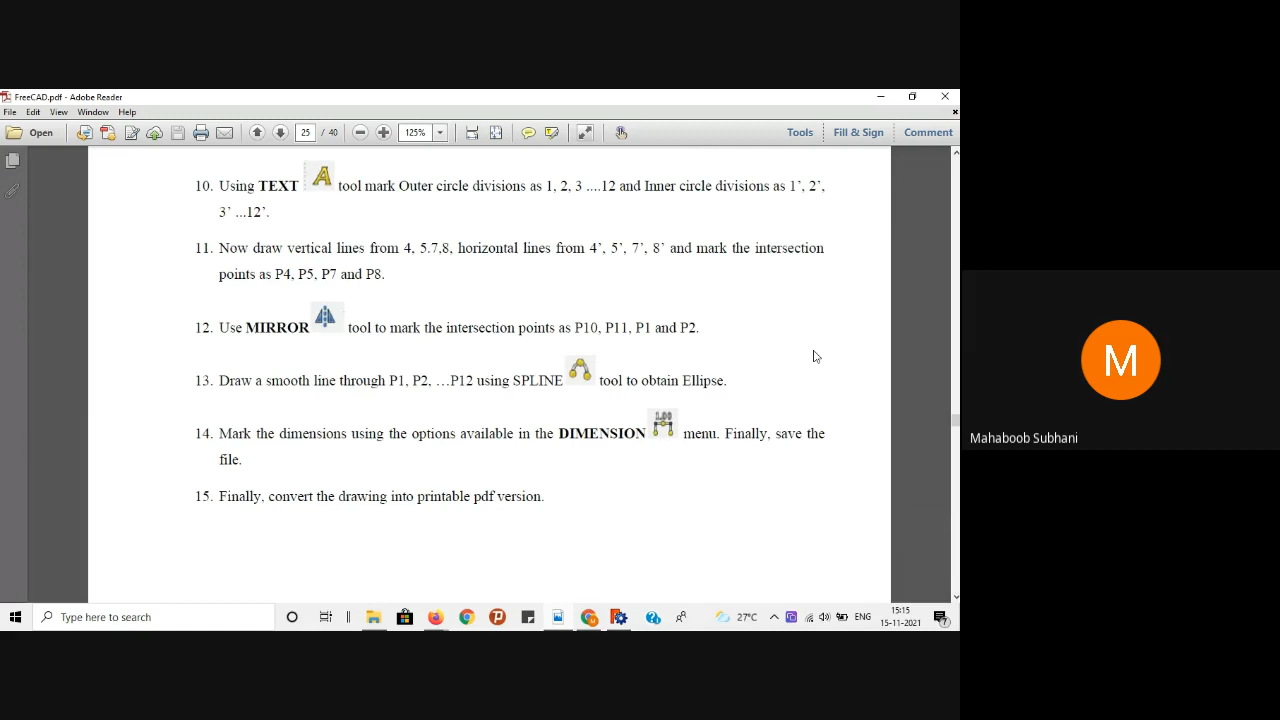 FreeCAD.pdf - Adobe Reader
File Edit View Window Help
Open 25 / 40 125% Tools Fill & Sign Comment
10. Using TEXT A tool mark Outer circle divisions as 1, 2, 3 ....12 and Inner circle divisions as 1’, 2’,
3’ ...12’.
11. Now draw vertical lines from 4, 5.7,8, horizontal lines from 4’, 5’, 7’, 8’ and mark the intersection
points as P4, P5, P7 and P8.
12. Use MIRROR tool to mark the intersection points as P10, P11, P1 and P2.
13. Draw a smooth line through P1, P2, …P12 using SPLINE tool to obtain Ellipse.
1.00
14. Mark the dimensions using the options available in the DIMENSION menu. Finally, save the
file.
15. Finally, convert the drawing into printable pdf version.
M
Mahaboob Subhani
Type here to search 27°C ENG 15:15
15-11-2021 7